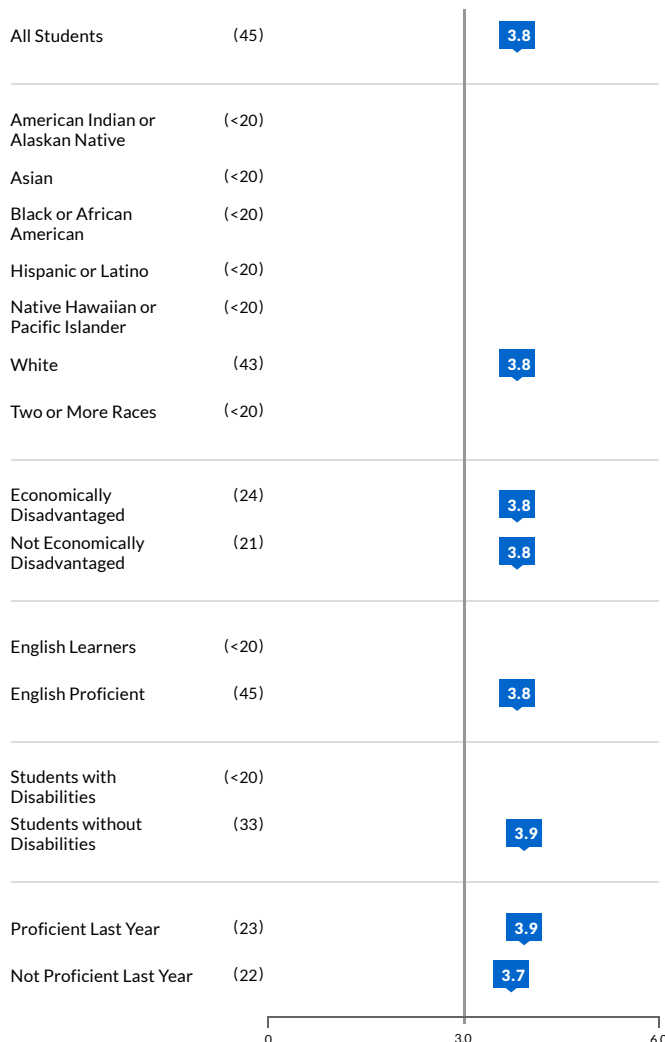 All Students (45) 3.8
American Indian or (<20)
Alaskan Native
Asian (<20)
Black or African (<20)
American
Hispanic or Latino (<20)
Native Hawaiian or (<20)
Pacific Islander
White (43) 3.8
Two or More Races (<20)
Economically (24) 3.8
Disadvantaged
Not Economically (21) 3.8
Disadvantaged
English Learners (<20)
English Proficient (45) 3.8
Students with (<20)
Disabilities
Students without (33) 3.9
Disabilities
Proficient Last Year (23) 3.9
Not Proficient Last Year (22) 3.7
0 3.0 6.0